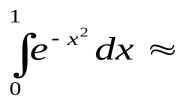 ∫₀¹ e^{-x²} dx ≈